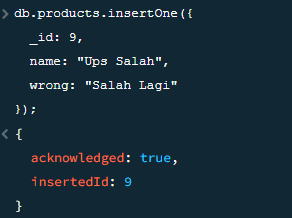 > db.products.insertOne({
_id: 9,
name: "Ups Salah",
wrong: "Salah Lagi"
});
< {
acknowledged: true,
insertedId: 9
}